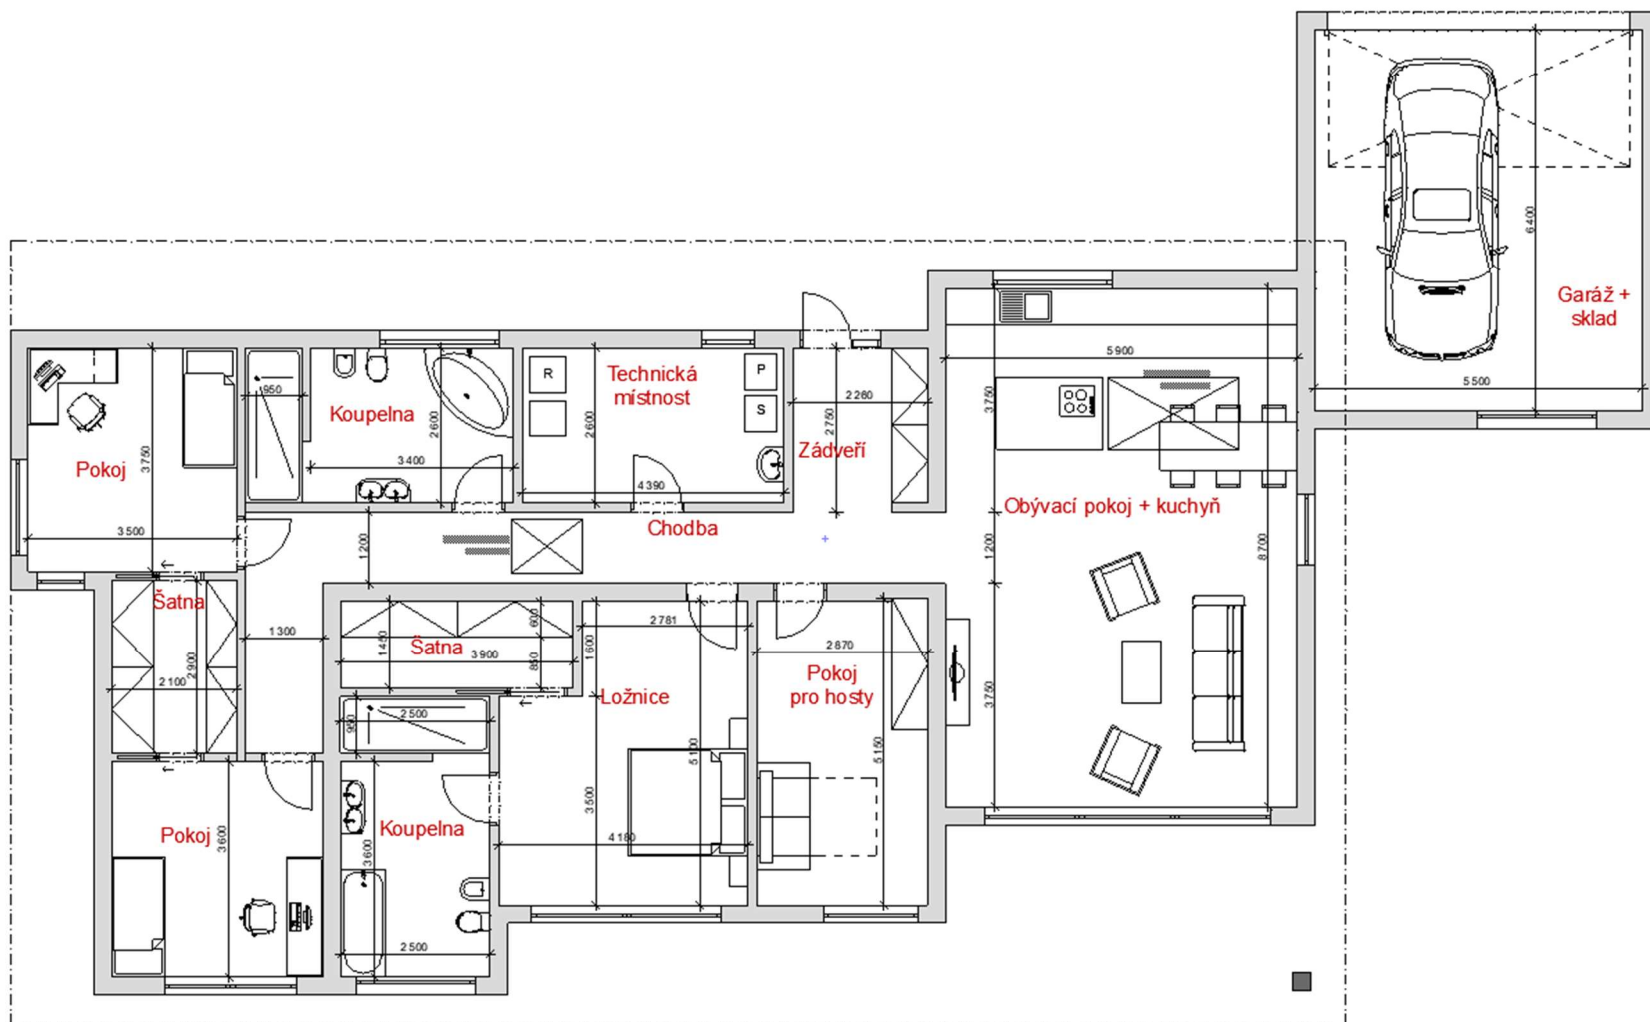 6400
Garáž +
sklad
5500
5900
3750
R
P
S
Technická
místnost
2600
4390
2260
2750
Zádveří
950
Koupelna
2600
3400
Pokoj
3750
3500
Obývací pokoj + kuchyň
Chodba
1200
1200
8700
Šatna
2900
2100
1300
Šatna
1450
600
3900
850
2781
1600
Ložnice
5100
3500
4180
2870
Pokoj
pro hosty
5150
3750
2500
950
Koupelna
3600
2500
Pokoj
3600